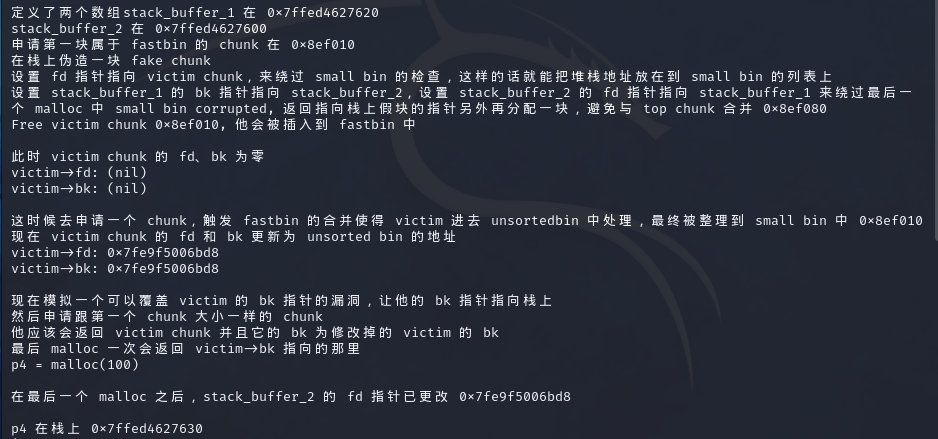 定义了两个数组stack_buffer_1 在 0×7ffed4627620
stack_buffer_2 在 0×7ffed4627600
申请第一块属于 fastbin 的 chunk 在 0×8ef010
在栈上伪造一块 fake chunk
设置 fd 指针指向 victim chunk，来绕过 small bin 的检查，这样的话就能把堆栈地址放在到 small bin 的列表上
设置 stack_buffer_1 的 bk 指针指向 stack_buffer_2，设置 stack_buffer_2 的 fd 指针指向 stack_buffer_1 来绕过最后一
个 malloc 中 small bin corrupted，返回指向栈上假块的指针另外再分配一块，避免与 top chunk 合并 0×8ef080
Free victim chunk 0×8ef010，他会被插入到 fastbin 中
此时 victim chunk 的 fd、bk 为零
victim→fd: (nil)
victim→bk: (nil)
这时候去申请一个 chunk，触发 fastbin 的合并使得 victim 进去 unsortedbin 中处理，最终被整理到 small bin 中 0×8ef010
现在 victim chunk 的 fd 和 bk 更新为 unsorted bin 的地址
victim→fd: 0×7fe9f5006bd8
victim→bk: 0×7fe9f5006bd8
现在模拟一个可以覆盖 victim 的 bk 指针的漏洞，让他的 bk 指针指向栈上
然后申请跟第一个 chunk 大小一样的 chunk
他应该会返回 victim chunk 并且它的 bk 为修改掉的 victim 的 bk
最后 malloc 一次会返回 victim→bk 指向的那里
p4 = malloc(100)
在最后一个 malloc 之后，stack_buffer_2 的 fd 指针已更改 0×7fe9f5006bd8
p4 在栈上 0×7ffed4627630